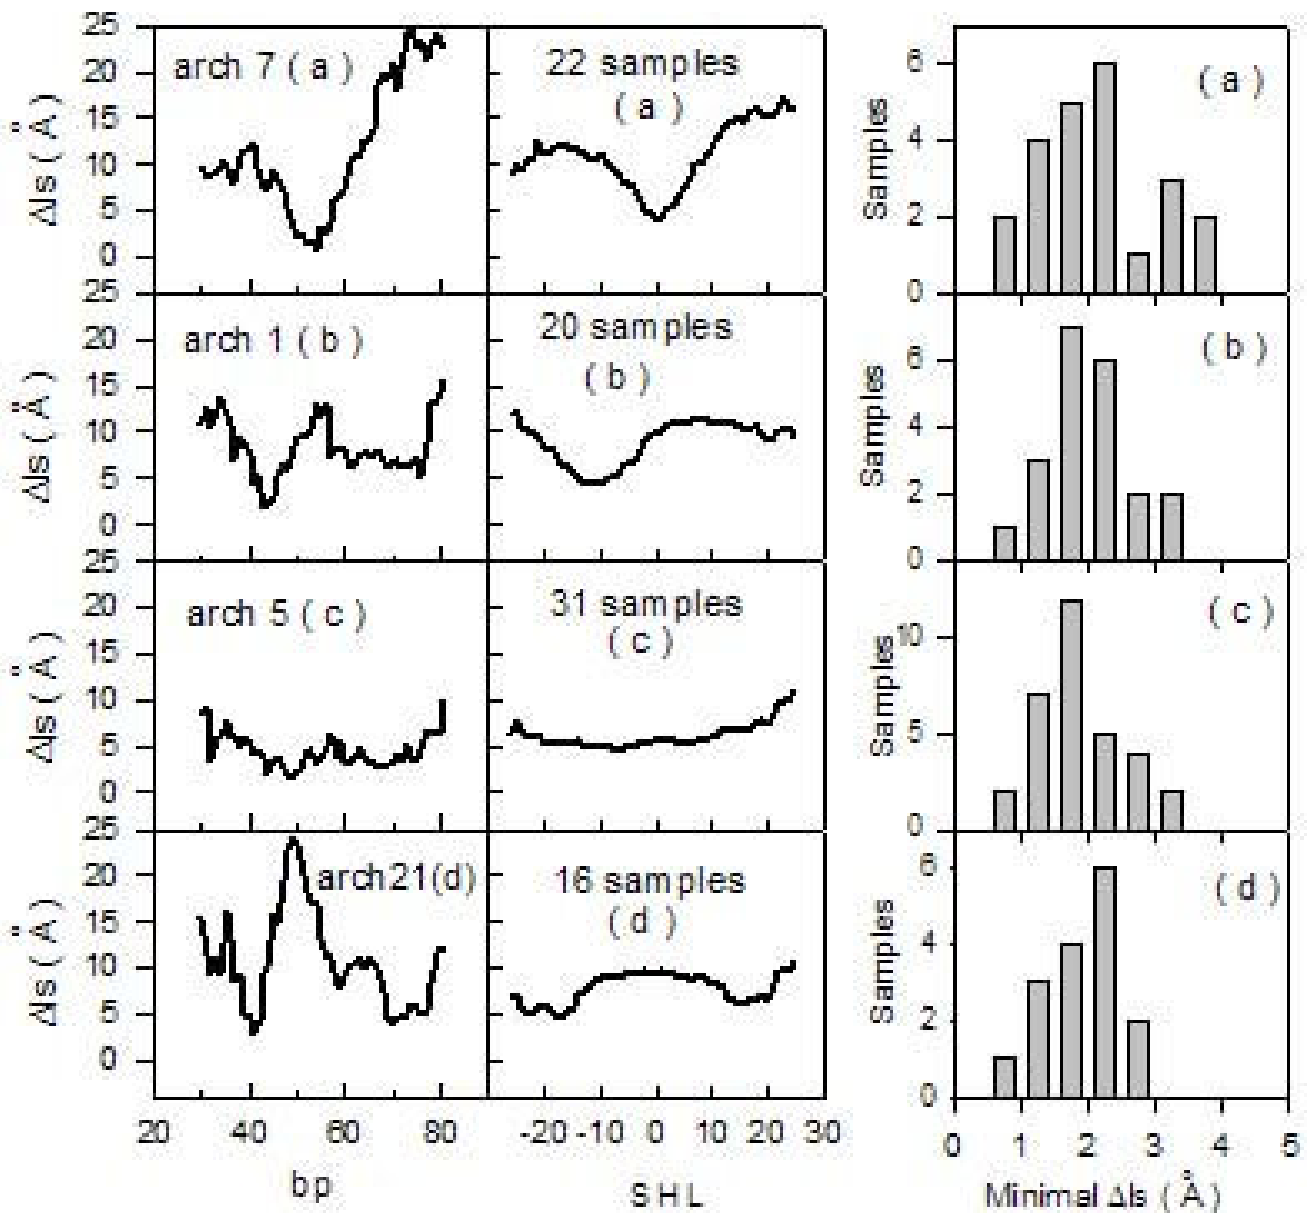 25
20
15
10
5
0
Δls ( Å )
arch 7 ( a )
22 samples
( a )
Samples
6
4
2
0
( a )
25
20
15
10
5
0
Δls ( Å )
arch 1 ( b )
20 samples
( b )
Samples
6
4
2
0
( b )
25
20
15
10
5
0
Δls ( Å )
arch 5 ( c )
31 samples
( c )
Samples
10
5
0
( c )
25
20
15
10
5
0
Δls ( Å )
arch21(d)
16 samples
( d )
Samples
6
4
2
0
( d )
20 40 60 80
-20 -10 0 10 20 30
0 1 2 3 4 5
bp
SHL
Minimal Δls ( Å )